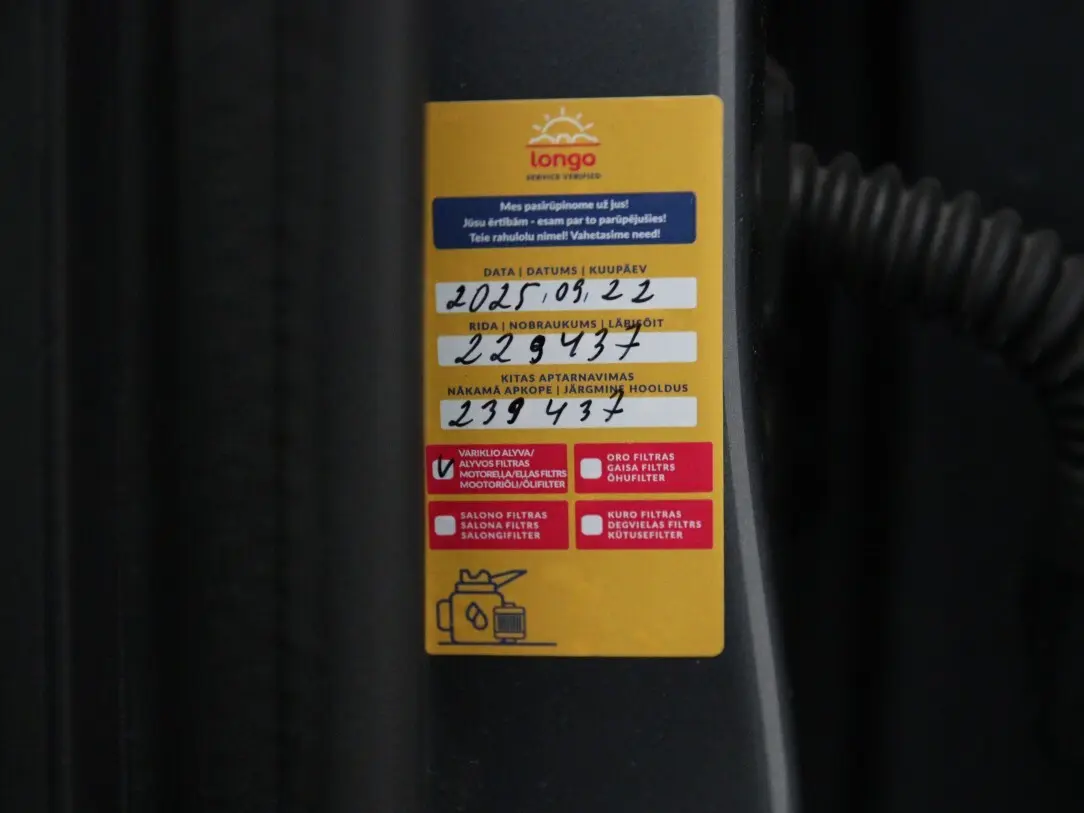 longo
SERVICE VERIFIED
Mes pasirūpinome už jus!
Jūsu ērtībām - esam par to parūpējušies!
Teie rahulolu nimel! Vahetasime need!
DATA | DATUMS | KUUPÄEV
2025.09.22
RIDA | NOBRAUKUMS | LÄBISÕIT
229437
KITAS APTARNAVIMAS
NĀKAMĀ APKOPE | JÄRGMINE HOOLDUS
239437
V
VARIKLIO ALYVA/
ALYVOS FILTRAS
MOTOREĻĻA/EĻĻAS FILTRS
MOOTORIÕLI/ÕLIFILTER
ORO FILTRAS
GAISA FILTRS
ÕHUFILTER
SALONO FILTRAS
SALONA FILTRS
SALONGIFILTER
KURO FILTRAS
DEGVIELAS FILTRS
KÜTUSEFILTER